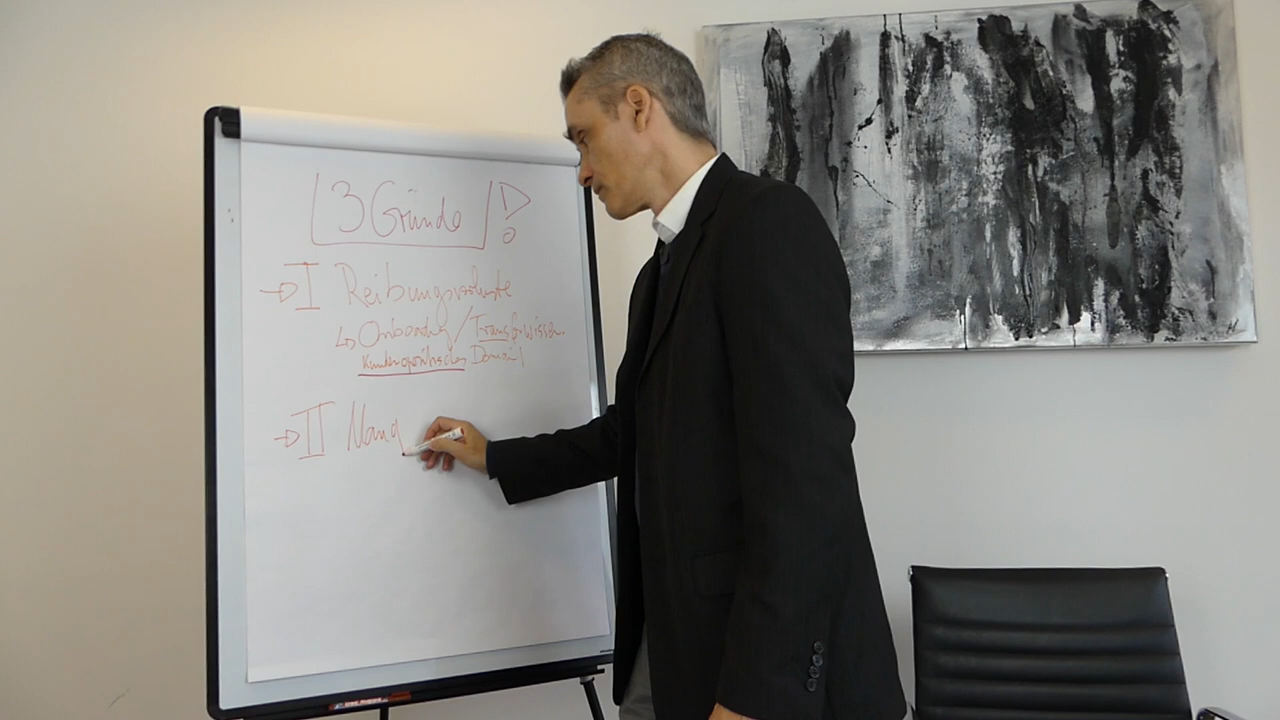 3 Gründe !
→ I Reibungsverluste
↳ Onboarding / Transferwissen
kundenspezifisches Domain
→ II Mang